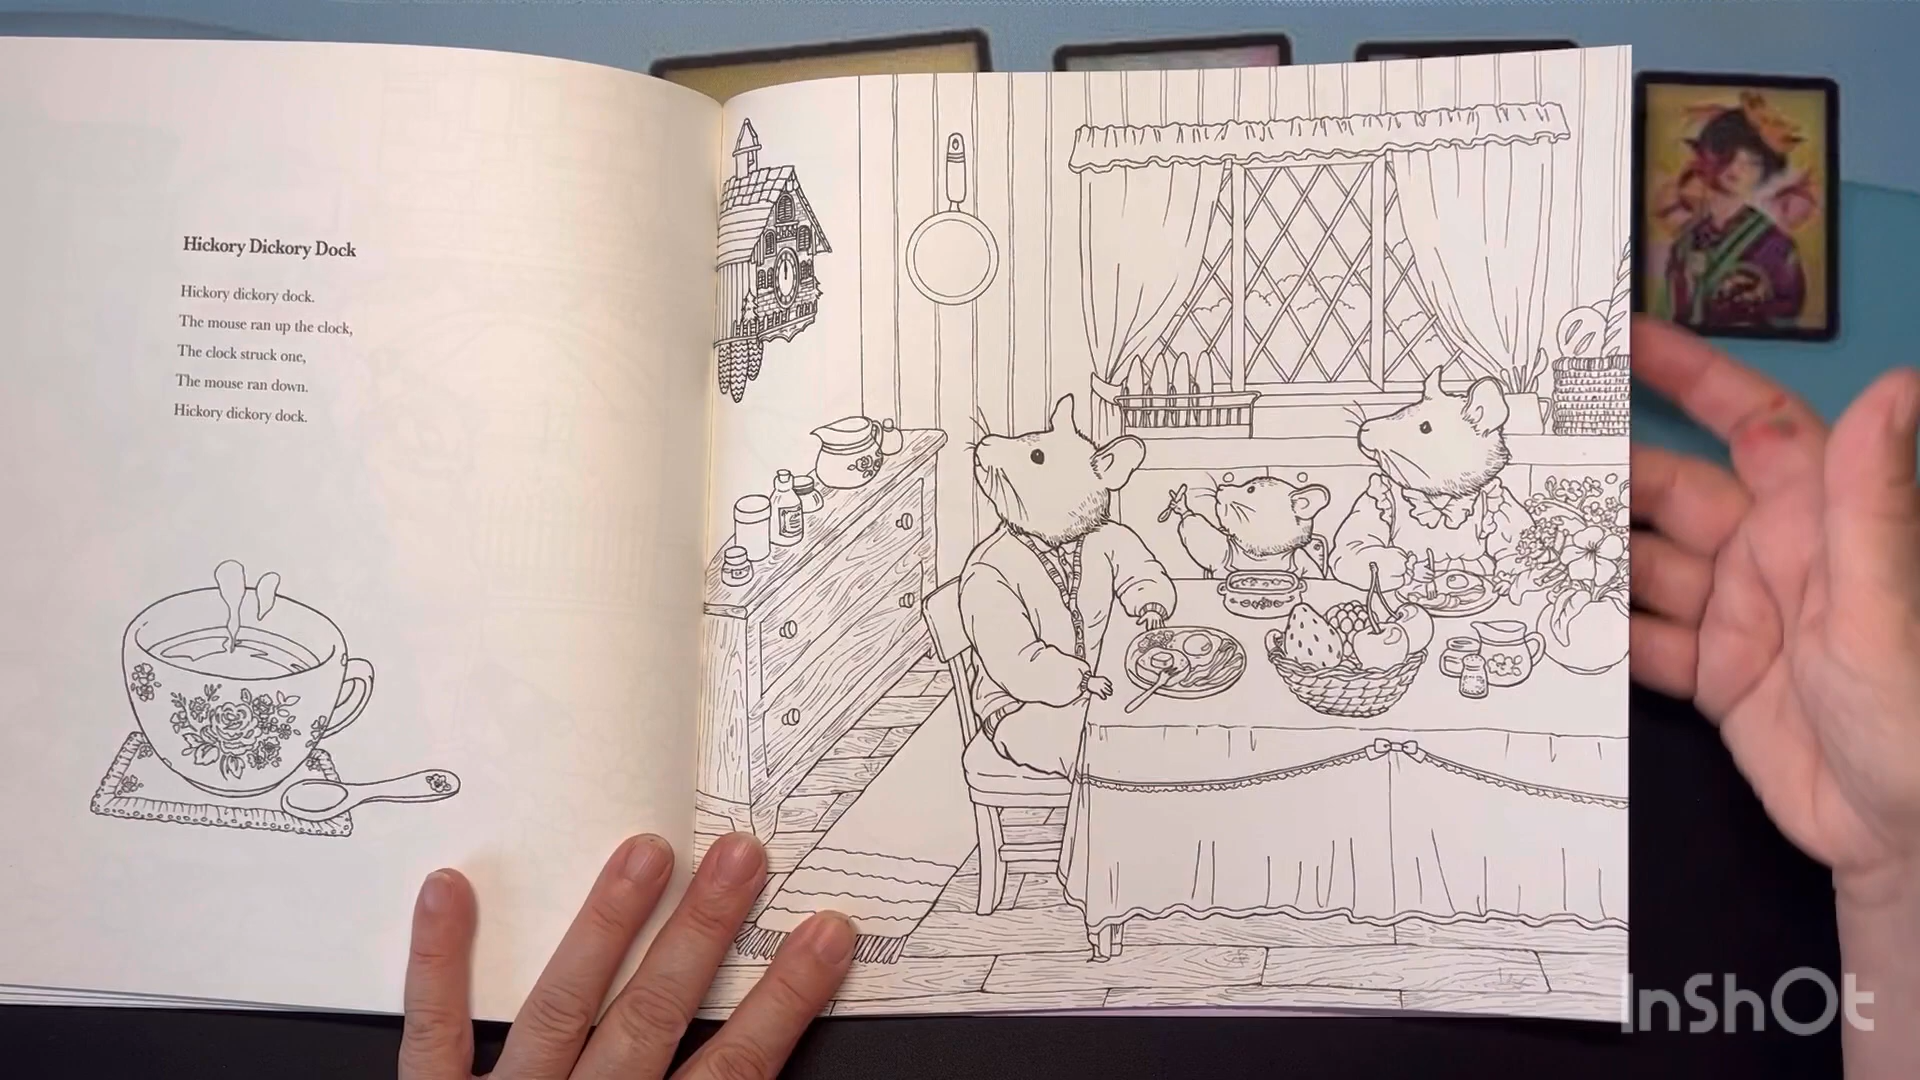 Hickory Dickory Dock
Hickory dickory dock.
The mouse ran up the clock,
The clock struck one,
The mouse ran down.
Hickory dickory dock.
InShOt